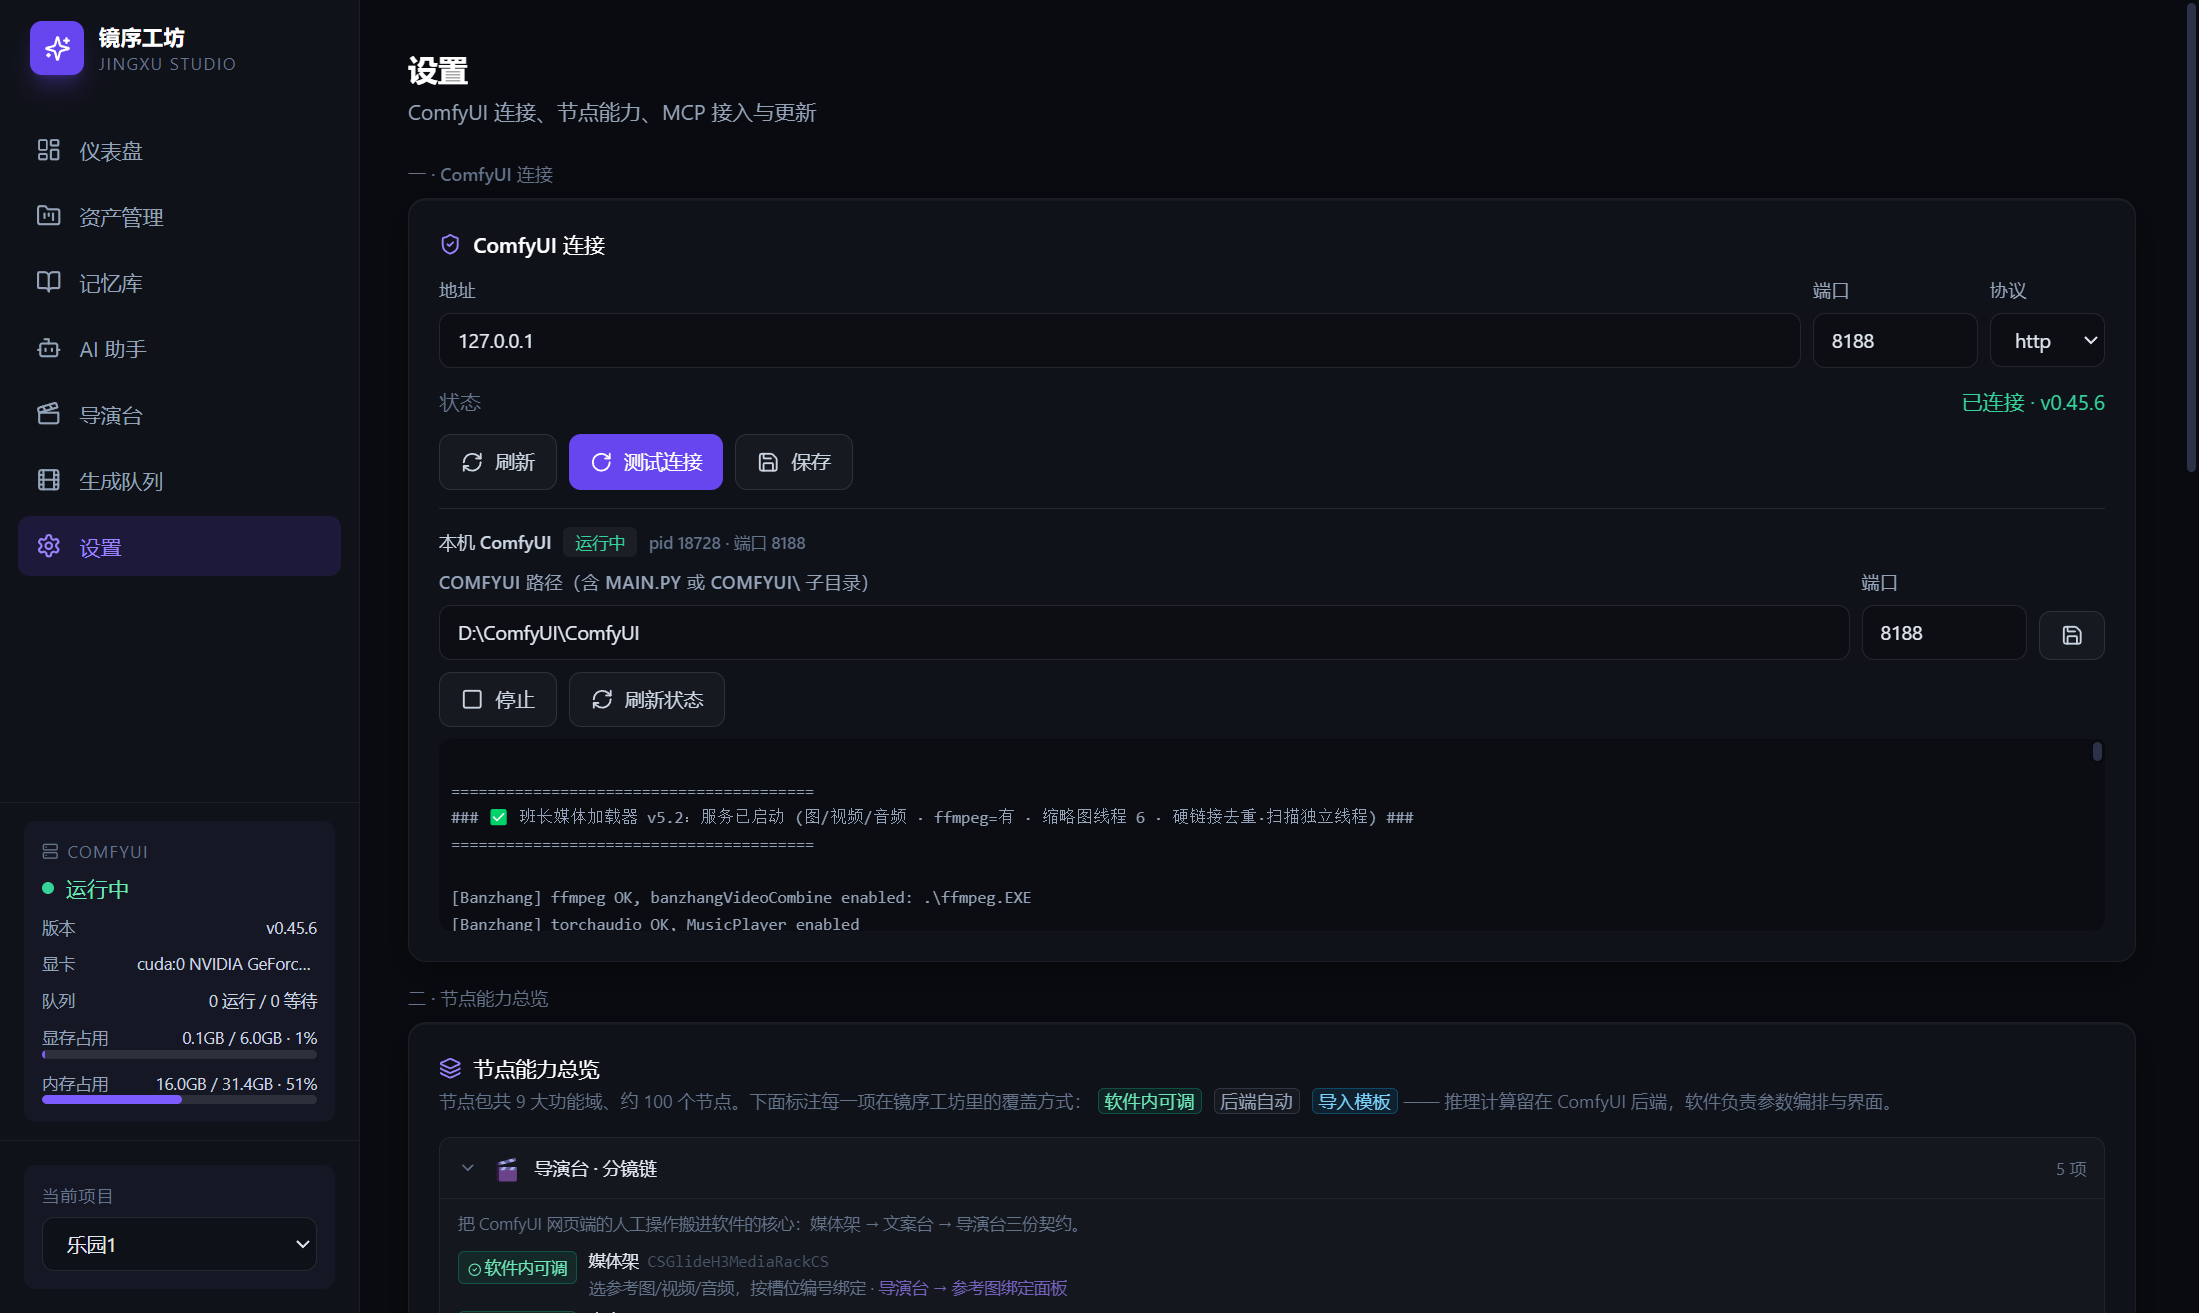 镜序工坊
JINGXU STUDIO
仪表盘
资产管理
记忆库
AI 助手
导演台
生成队列
设置
COMFYUI
运行中
版本 v0.45.6
显卡 cuda:0 NVIDIA GeForc...
队列 0 运行 / 0 等待
显存占用 0.1GB / 6.0GB · 1%
内存占用 16.0GB / 31.4GB · 51%
当前项目
乐园1
设置
ComfyUI 连接、节点能力、MCP 接入与更新
一 · ComfyUI 连接
ComfyUI 连接
地址 端口 协议
127.0.0.1 8188 http
状态 已连接 · v0.45.6
刷新 测试连接 保存
本机 ComfyUI 运行中 pid 18728 · 端口 8188
COMFYUI 路径（含 MAIN.PY 或 COMFYUI\ 子目录） 端口
D:\ComfyUI\ComfyUI 8188
停止 刷新状态
========================================
### ✅ 班长媒体加载器 v5.2: 服务已启动 (图/视频/音频 · ffmpeg=有 · 缩略图线程 6 · 硬链接去重·扫描独立线程) ###
========================================
[Banzhang] ffmpeg OK, banzhangVideoCombine enabled: .\ffmpeg.EXE
[Banzhang] torchaudio OK, MusicPlayer enabled
二 · 节点能力总览
节点能力总览
节点包共 9 大功能域、约 100 个节点。下面标注每一项在镜序工坊里的覆盖方式： 软件内可调 后端自动 导入模板 —— 推理计算留在 ComfyUI 后端，软件负责参数编排与界面。
导演台 · 分镜链 5 项
把 ComfyUI 网页端的人工操作搬进软件的核心：媒体架 → 文案台 → 导演台三份契约。
软件内可调 媒体架 CSGlideH3MediaRackCS
选参考图/视频/音频，按槽位编号绑定 · 导演台 → 参考图绑定面板